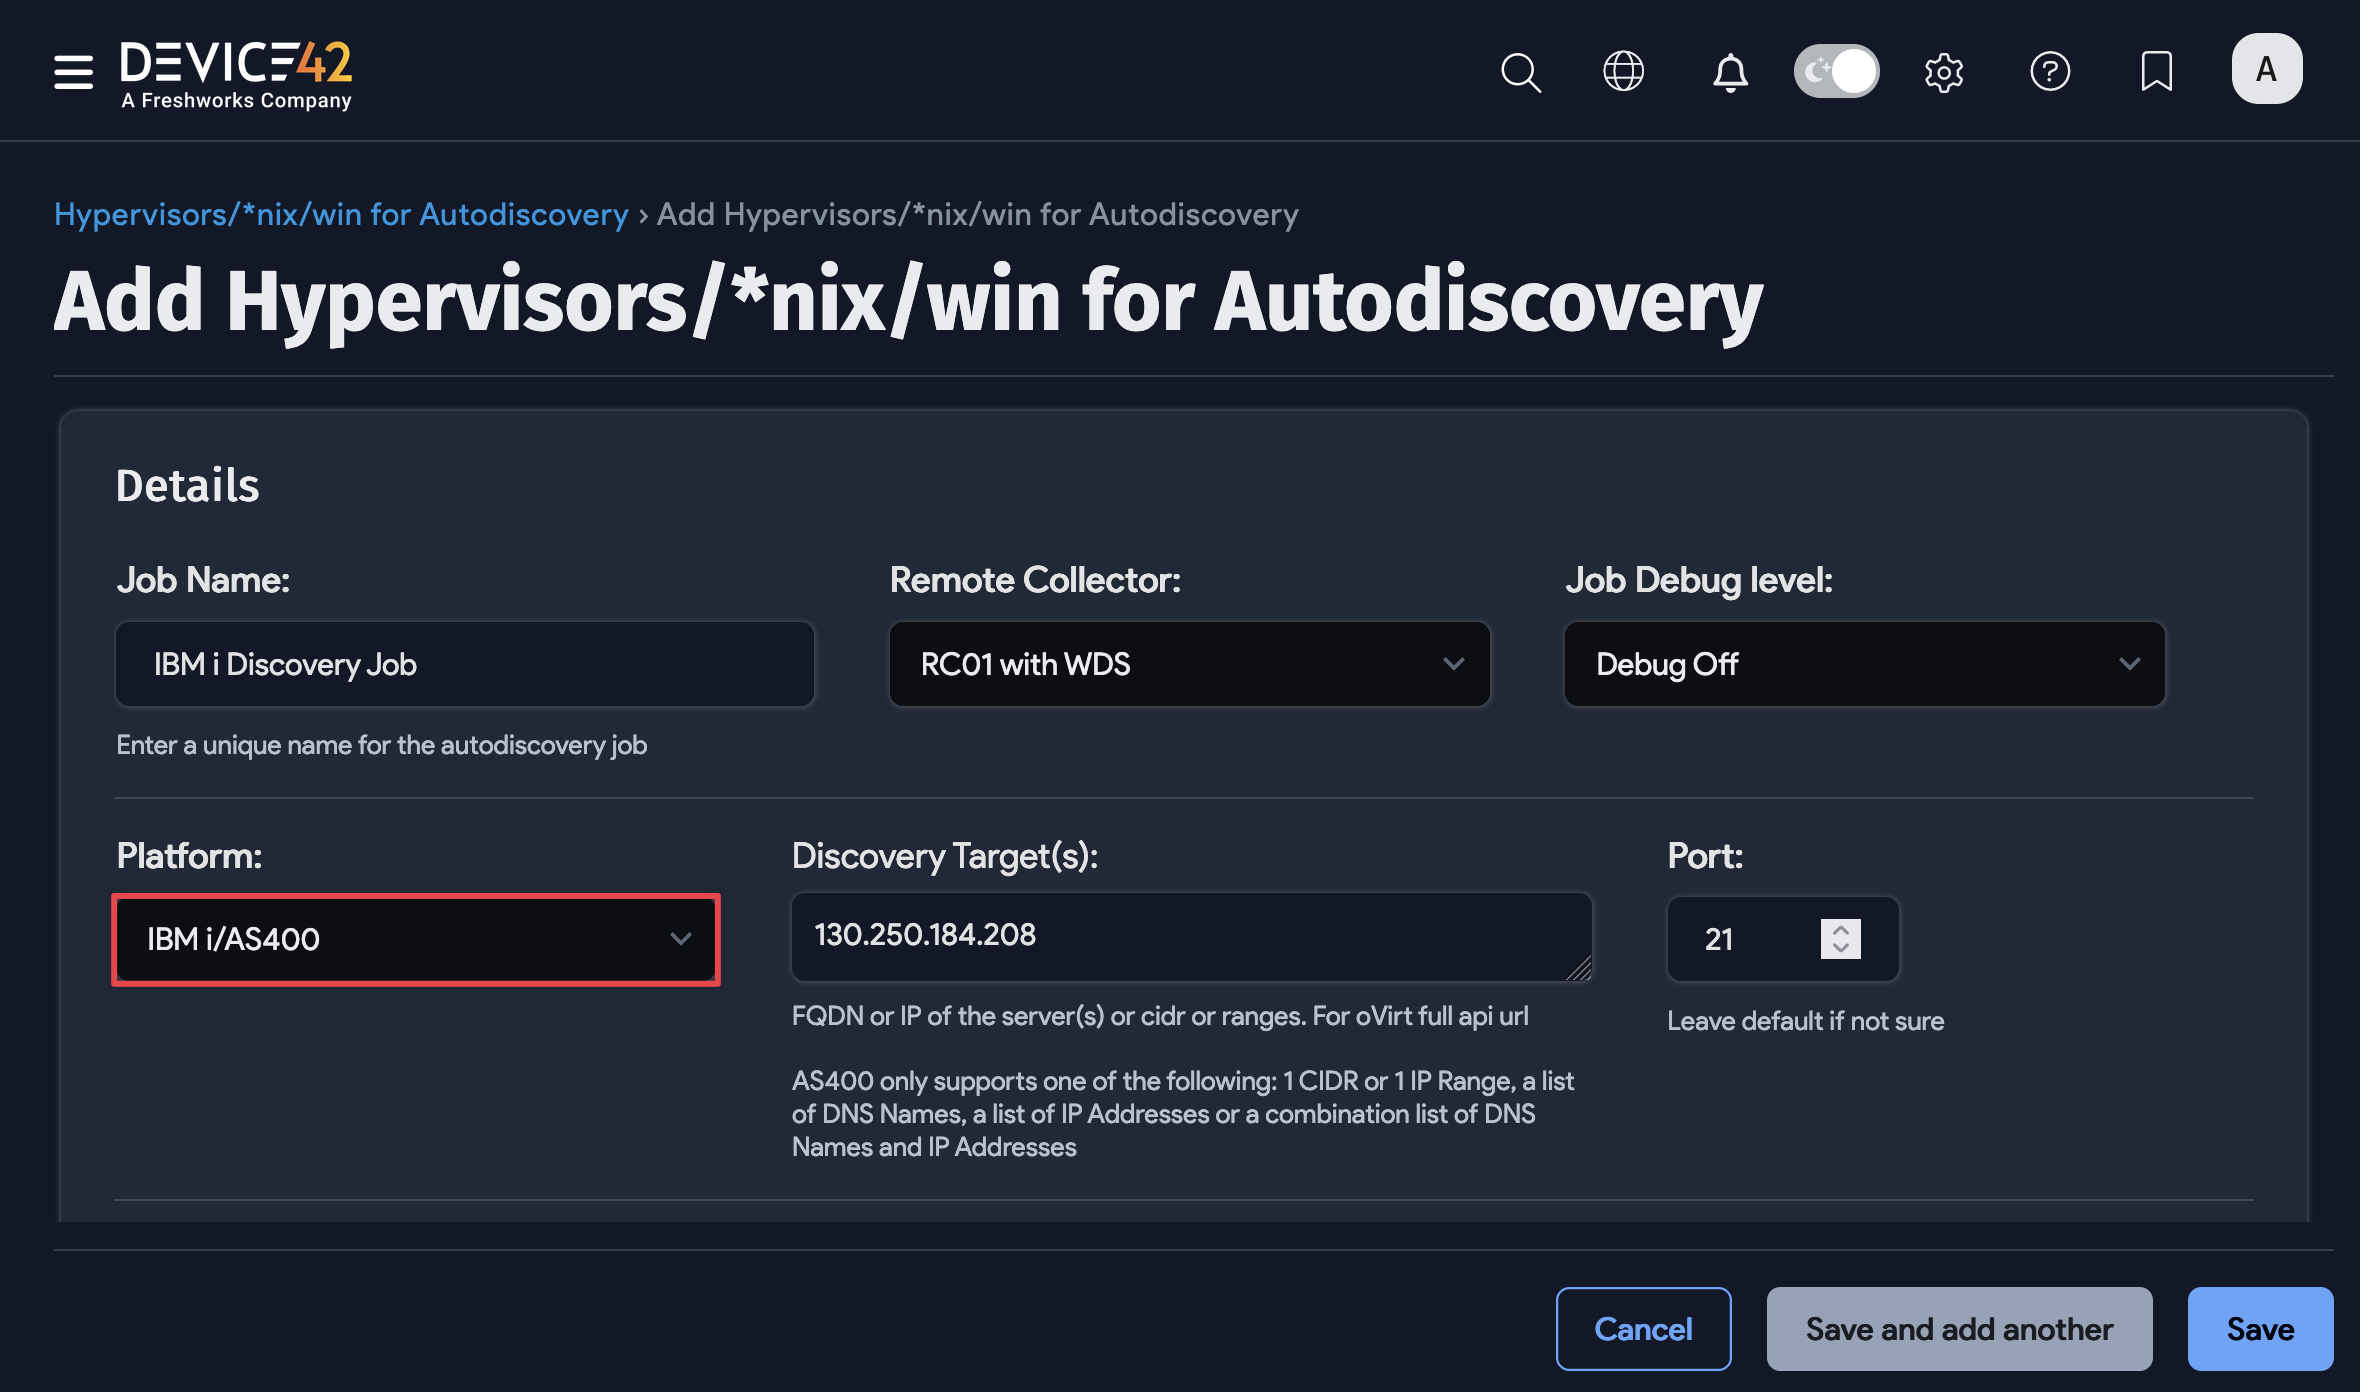 DEVICE42
A Freshworks Company
A
Hypervisors/*nix/win for Autodiscovery › Add Hypervisors/*nix/win for Autodiscovery
Add Hypervisors/*nix/win for Autodiscovery
Details
Job Name:
Remote Collector:
Job Debug level:
IBM i Discovery Job
RC01 with WDS
Debug Off
Enter a unique name for the autodiscovery job
Platform:
Discovery Target(s):
Port:
IBM i/AS400
130.250.184.208
21
FQDN or IP of the server(s) or cidr or ranges. For oVirt full api url
Leave default if not sure
AS400 only supports one of the following: 1 CIDR or 1 IP Range, a list
of DNS Names, a list of IP Addresses or a combination list of DNS
Names and IP Addresses
Cancel
Save and add another
Save